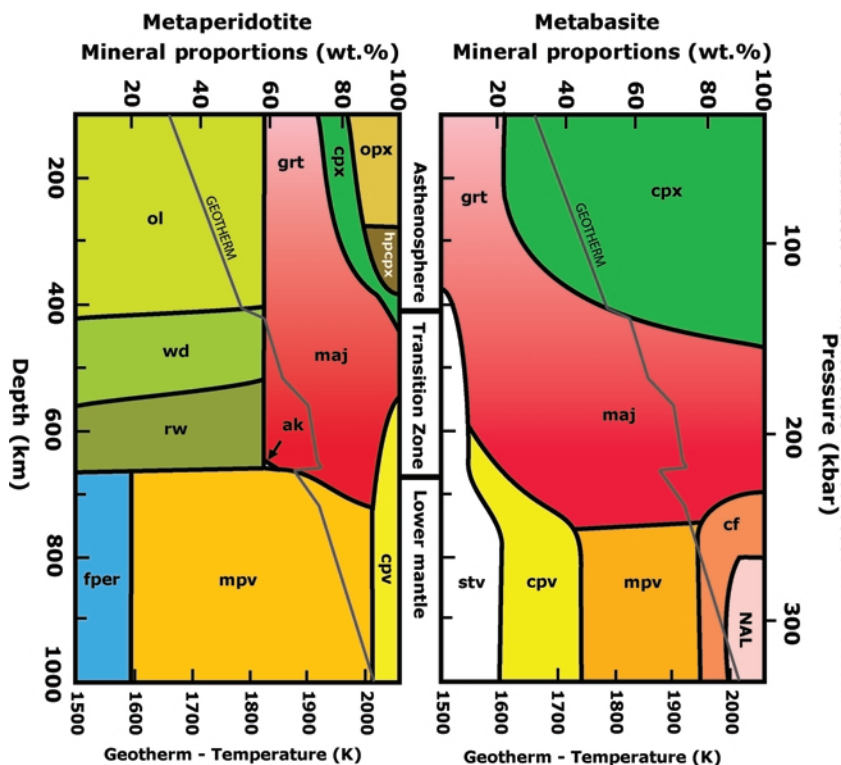 Metaperidotite
Mineral proportions (wt.%)
20 40 60 80 100
Metabasite
Mineral proportions (wt.%)
20 40 60 80 100
Depth (km)
200
400
600
800
1000
ol
GEOTHERM
grt
cpx
opx
hpcpx
wd
rw
maj
ak
fper
mpv
cpv
Asthenosphere
Transition Zone
Lower mantle
grt
cpx
GEOTHERM
maj
stv
cpv
mpv
cf
NAL
Pressure (kbar)
100
200
300
1500 1600 1700 1800 1900 2000
Geotherm - Temperature (K)
1500 1600 1700 1800 1900 2000
Geotherm - Temperature (K)